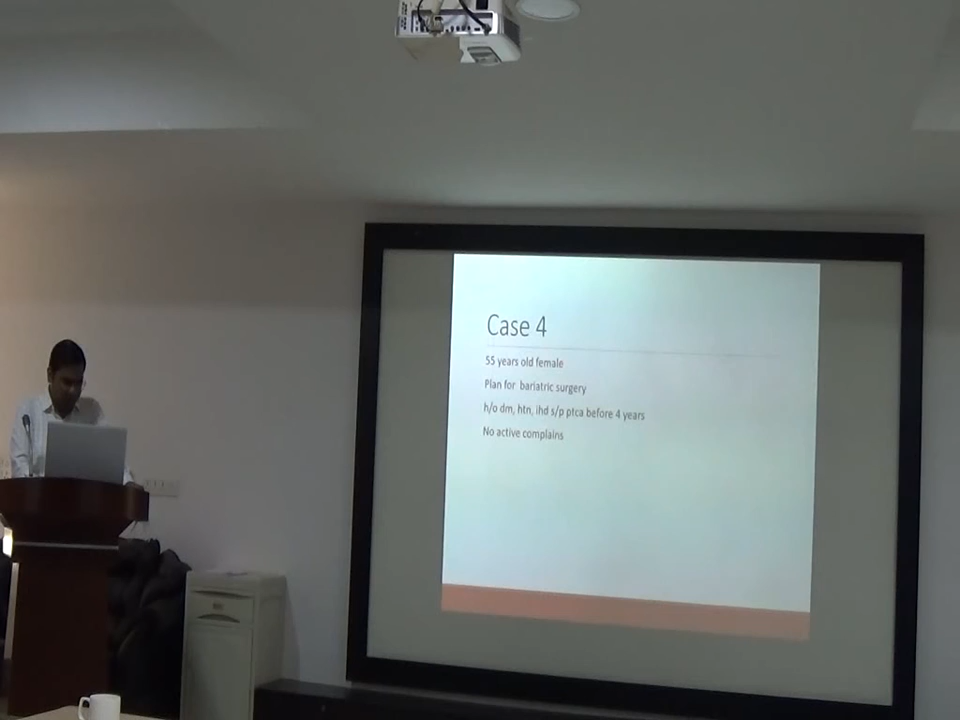 Case 4
55 years old female
Plan for bariatric surgery
h/o dm, htn, ihd s/p ptca before 4 years
No active complains